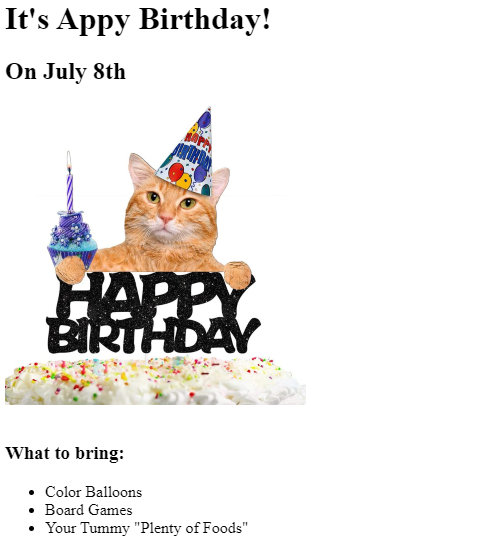 It's Appy Birthday!
On July 8th
HAPPY
BIRTHDAY
HAPPY
BIRTHDAY
What to bring:
Color Balloons
Board Games
Your Tummy "Plenty of Foods"